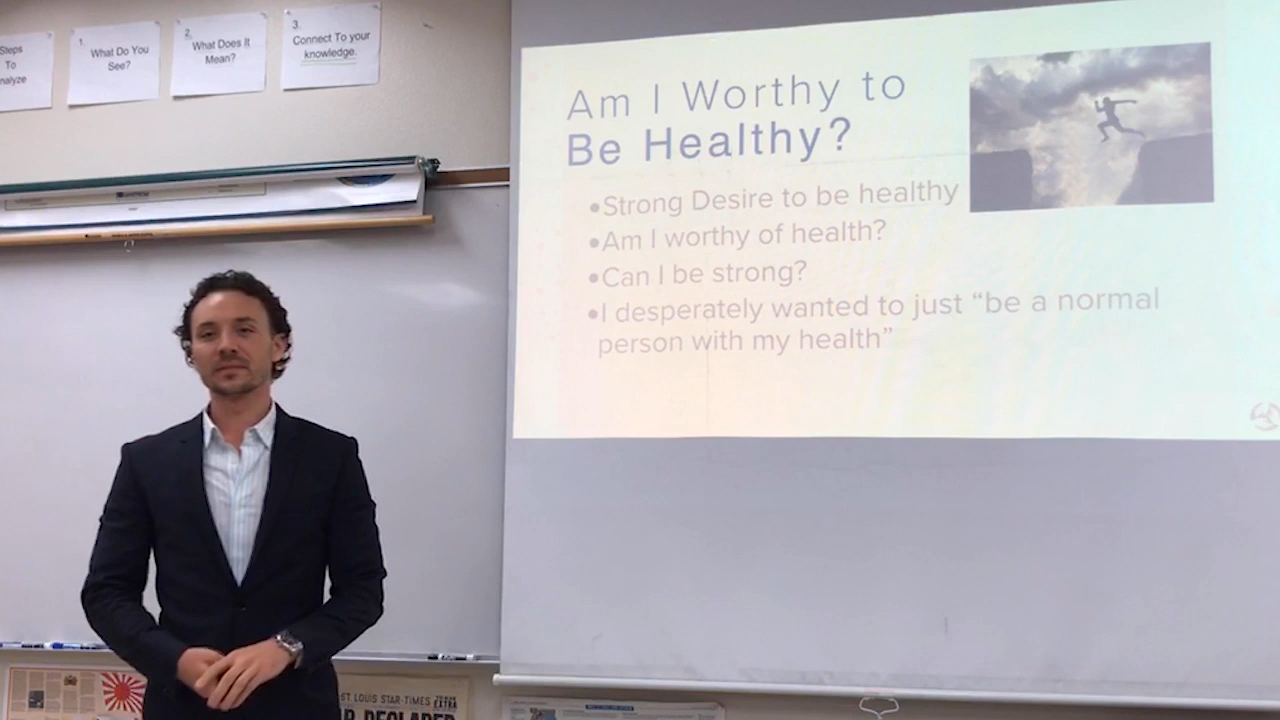 Steps
To
nalyze
1.
What Do You
See?
2.
What Does It
Mean?
3.
Connect To your
knowledge.
Am I Worthy to
Be Healthy?
•Strong Desire to be healthy
•Am I worthy of health?
•Can I be strong?
•I desperately wanted to just “be a normal
person with my health”
ST LOUIS STAR-TIMES
EXTRA